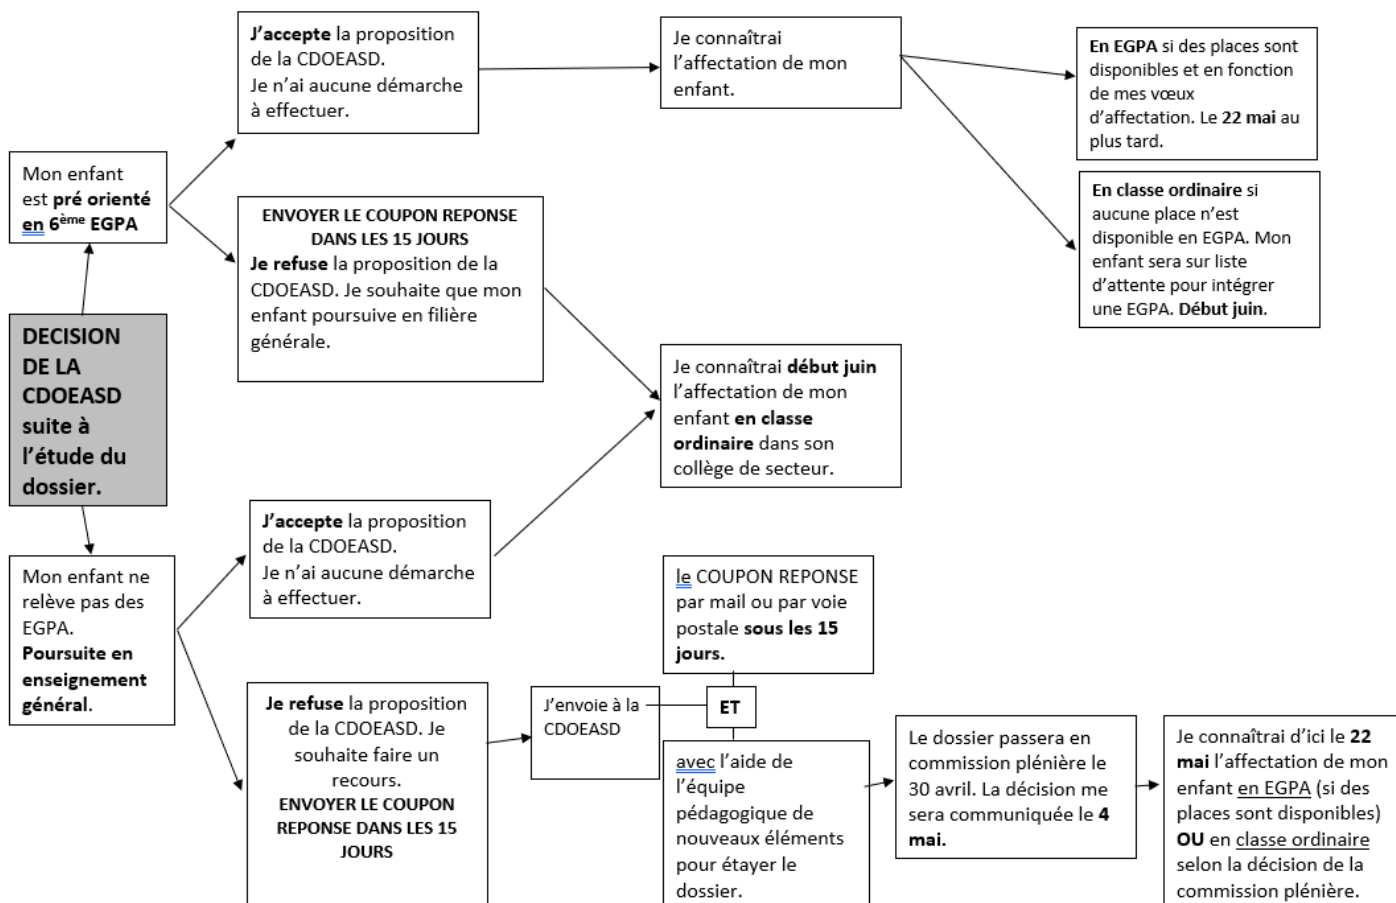 J’accepte la proposition
de la CDOEASD.
Je n’ai aucune démarche
à effectuer.
Je connaîtrai
l’affectation de mon
enfant.
En EGPA si des places sont
disponibles et en fonction
de mes vœux
d’affectation. Le 22 mai au
plus tard.
Mon enfant
est pré orienté
en 6ème EGPA
ENVOYER LE COUPON REPONSE
DANS LES 15 JOURS
Je refuse la proposition de la
CDOEASD. Je souhaite que mon
enfant poursuive en filière
générale.
En classe ordinaire si
aucune place n’est
disponible en EGPA. Mon
enfant sera sur liste
d’attente pour intégrer
une EGPA. Début juin.
DECISION
DE LA
CDOEASD
suite à
l’étude du
dossier.
Je connaîtrai début juin
l’affectation de mon
enfant en classe
ordinaire dans son
collège de secteur.
J’accepte la proposition
de la CDOEASD.
Je n’ai aucune démarche
à effectuer.
Mon enfant ne
relève pas des
EGPA.
Poursuite en
enseignement
général.
Je refuse la proposition
de la CDOEASD. Je
souhaite faire un
recours.
ENVOYER LE COUPON
REPONSE DANS LES 15
JOURS
J’envoie à la
CDOEASD
le COUPON REPONSE
par mail ou par voie
postale sous les 15
jours.
ET
avec l’aide de
l’équipe
pédagogique de
nouveaux éléments
pour étayer le
dossier.
Le dossier passera en
commission plénière le
30 avril. La décision me
sera communiquée le 4
mai.
Je connaîtrai d’ici le 22
mai l’affectation de mon
enfant en EGPA (si des
places sont disponibles)
OU en classe ordinaire
selon la décision de la
commission plénière.